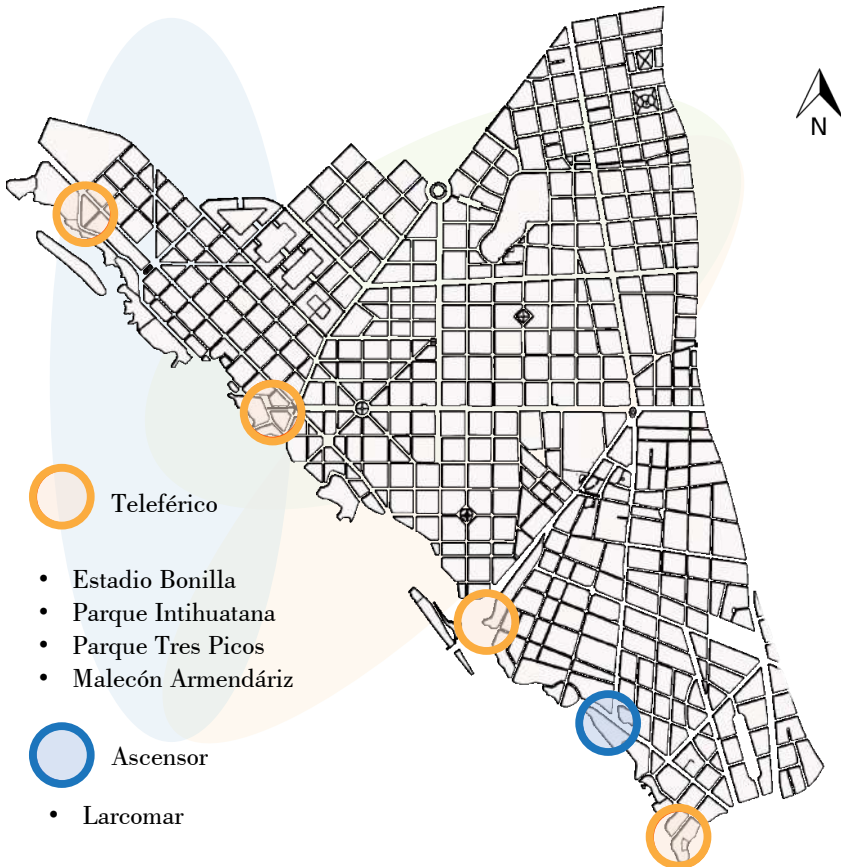 N
Teleférico
• Estadio Bonilla
• Parque Intihuatana
• Parque Tres Picos
• Malecón Armendáriz
Ascensor
• Larcomar